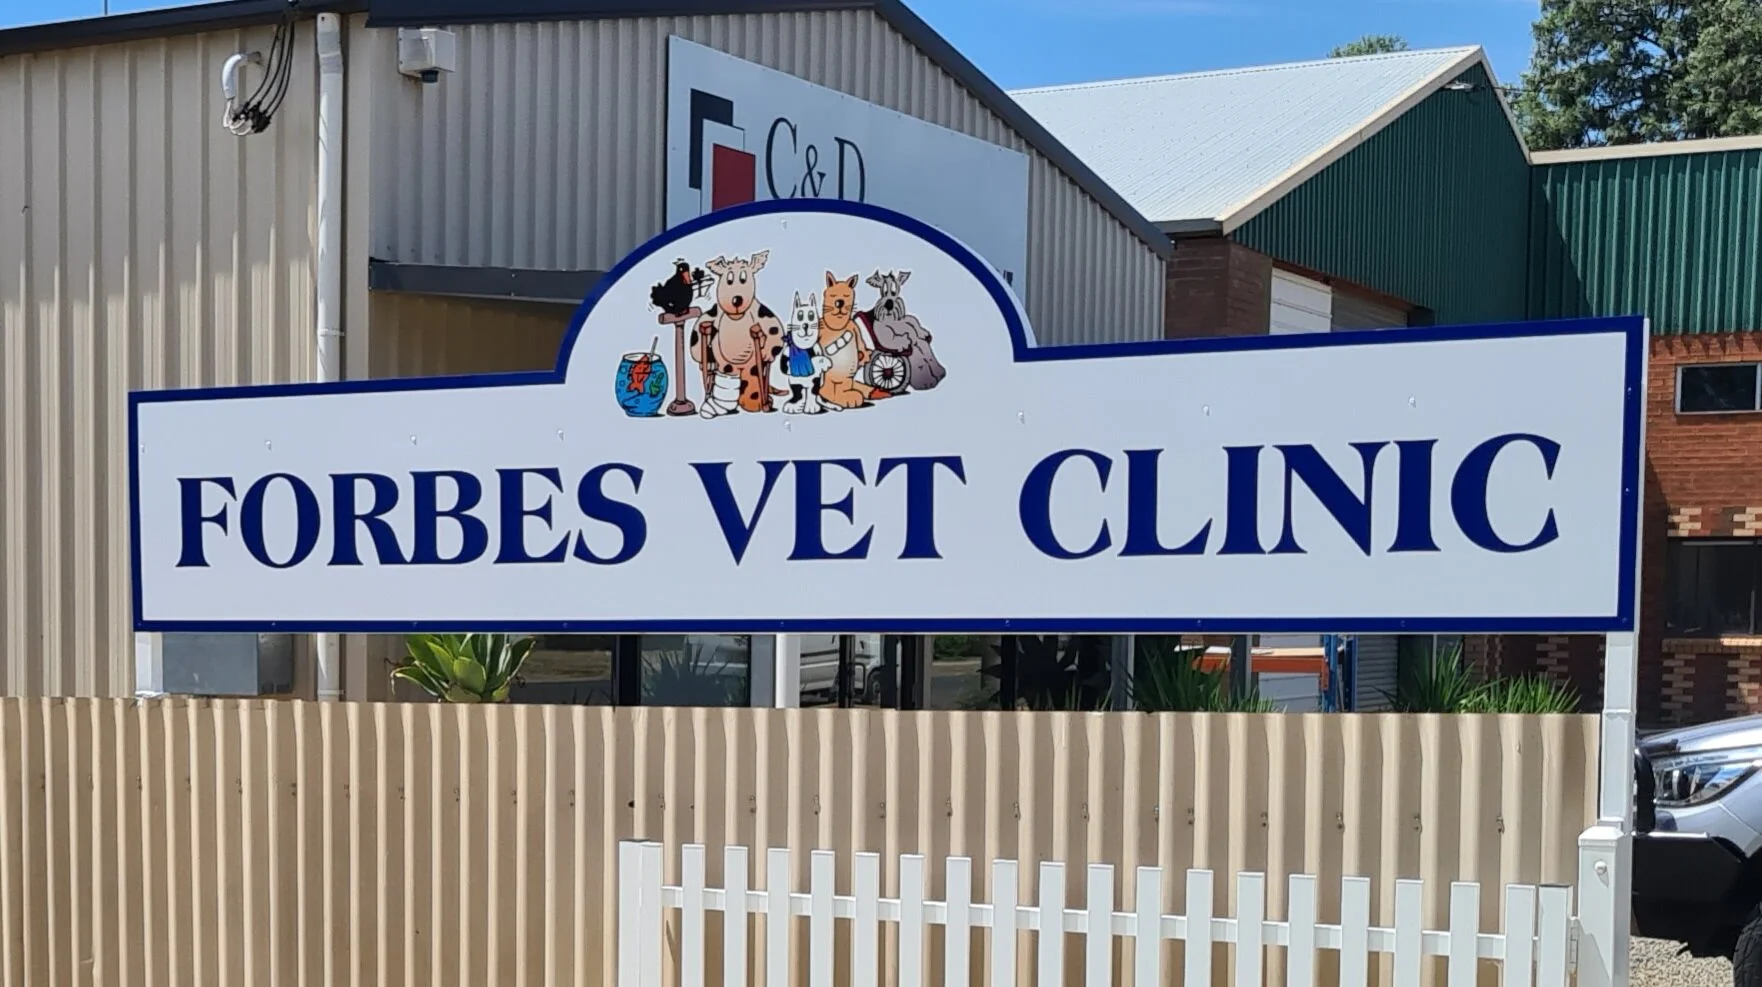 C&D
FORBES VET CLINIC